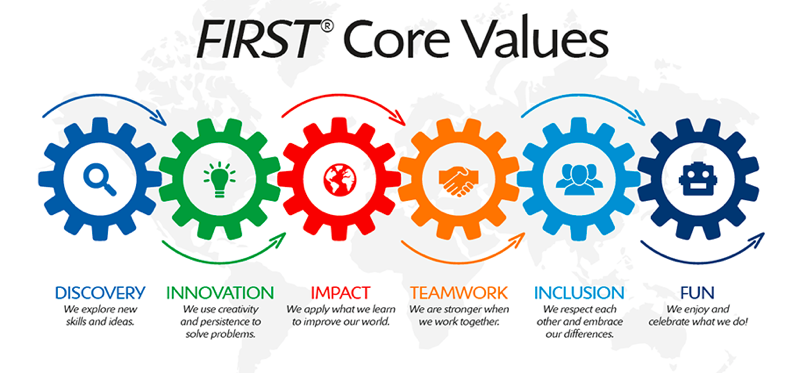 FIRST® Core Values
DISCOVERY
We explore new
skills and ideas.
INNOVATION
We use creativity
and persistence to
solve problems.
IMPACT
We apply what we learn
to improve our world.
TEAMWORK
We are stronger when
we work together.
INCLUSION
We respect each
other and embrace
our differences.
FUN
We enjoy and
celebrate what we do!